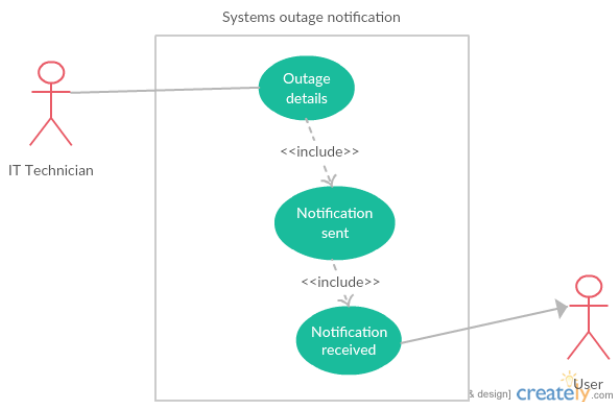 Systems outage notification
Outage
details
IT Technician
<<include>>
Notification
sent
<<include>>
Notification
received
User
& design] creately.com